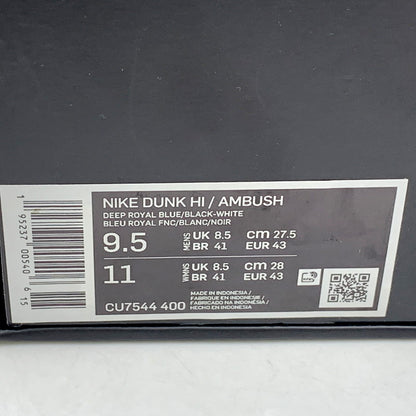 NIKE DUNK HI / AMBUSH
DEEP ROYAL BLUE/BLACK-WHITE
BLEU ROYAL FNC/BLANC/NOIR
9.5 MENS UK 8.5 CM 27.5
BR 41 EUR 43
11 WMNS UK 8.5 CM 28
BR 41 EUR 43
CU7544 400
MADE IN INDONESIA /
FABRIQUE EN INDONESIE /
FABRICADO NA INDONÉSIA /
HECHO EN INDONESIA
1 95237 00540 6 15